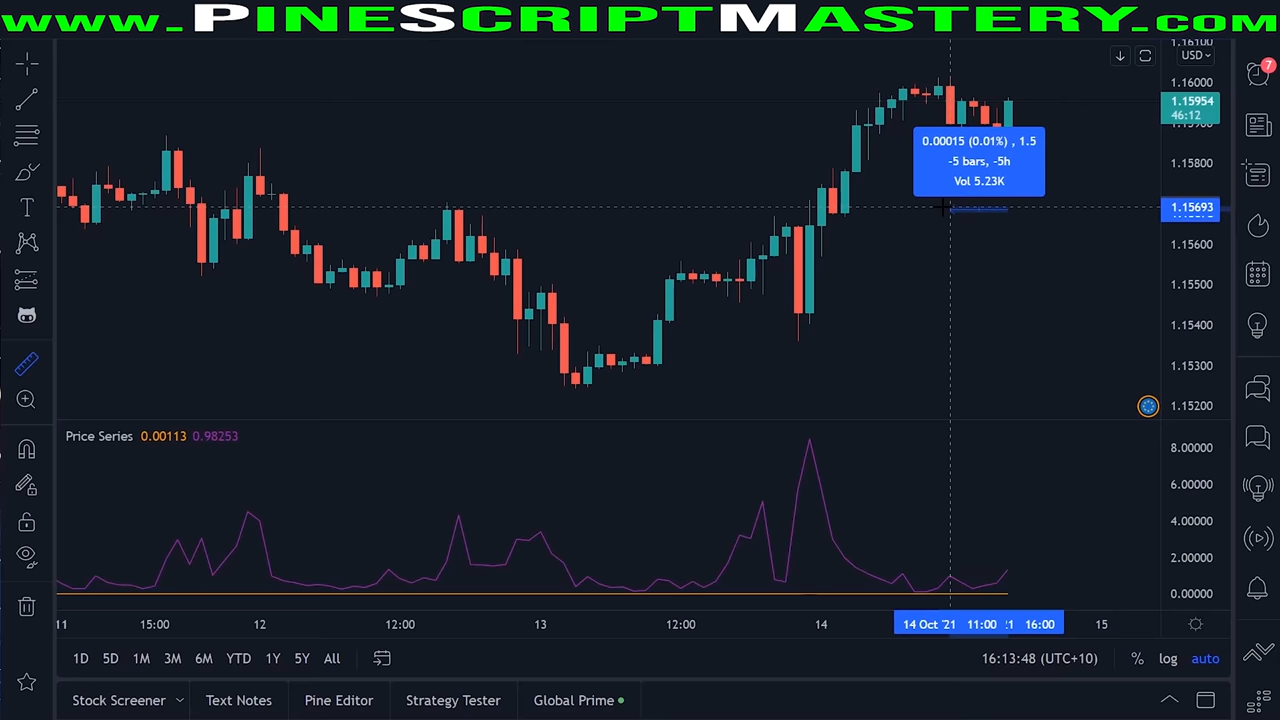 www.PINESCRIPTMASTERY.com
1.16100
USD
7
1.16000
1.15954
46:12
0.00015 (0.01%) , 1.5
-5 bars, -5h
Vol 5.23K
1.15800
1.15693
1.15600
1.15500
1.15400
1.15300
1.15200
Price Series 0.00113 0.98253
8.00000
6.00000
4.00000
2.00000
0.00000
11 15:00 12 12:00 13 12:00 14 14 Oct '21 11:00 16:00 15
1D 5D 1M 3M 6M YTD 1Y 5Y All 16:13:48 (UTC+10) % log auto
Stock Screener Text Notes Pine Editor Strategy Tester Global Prime